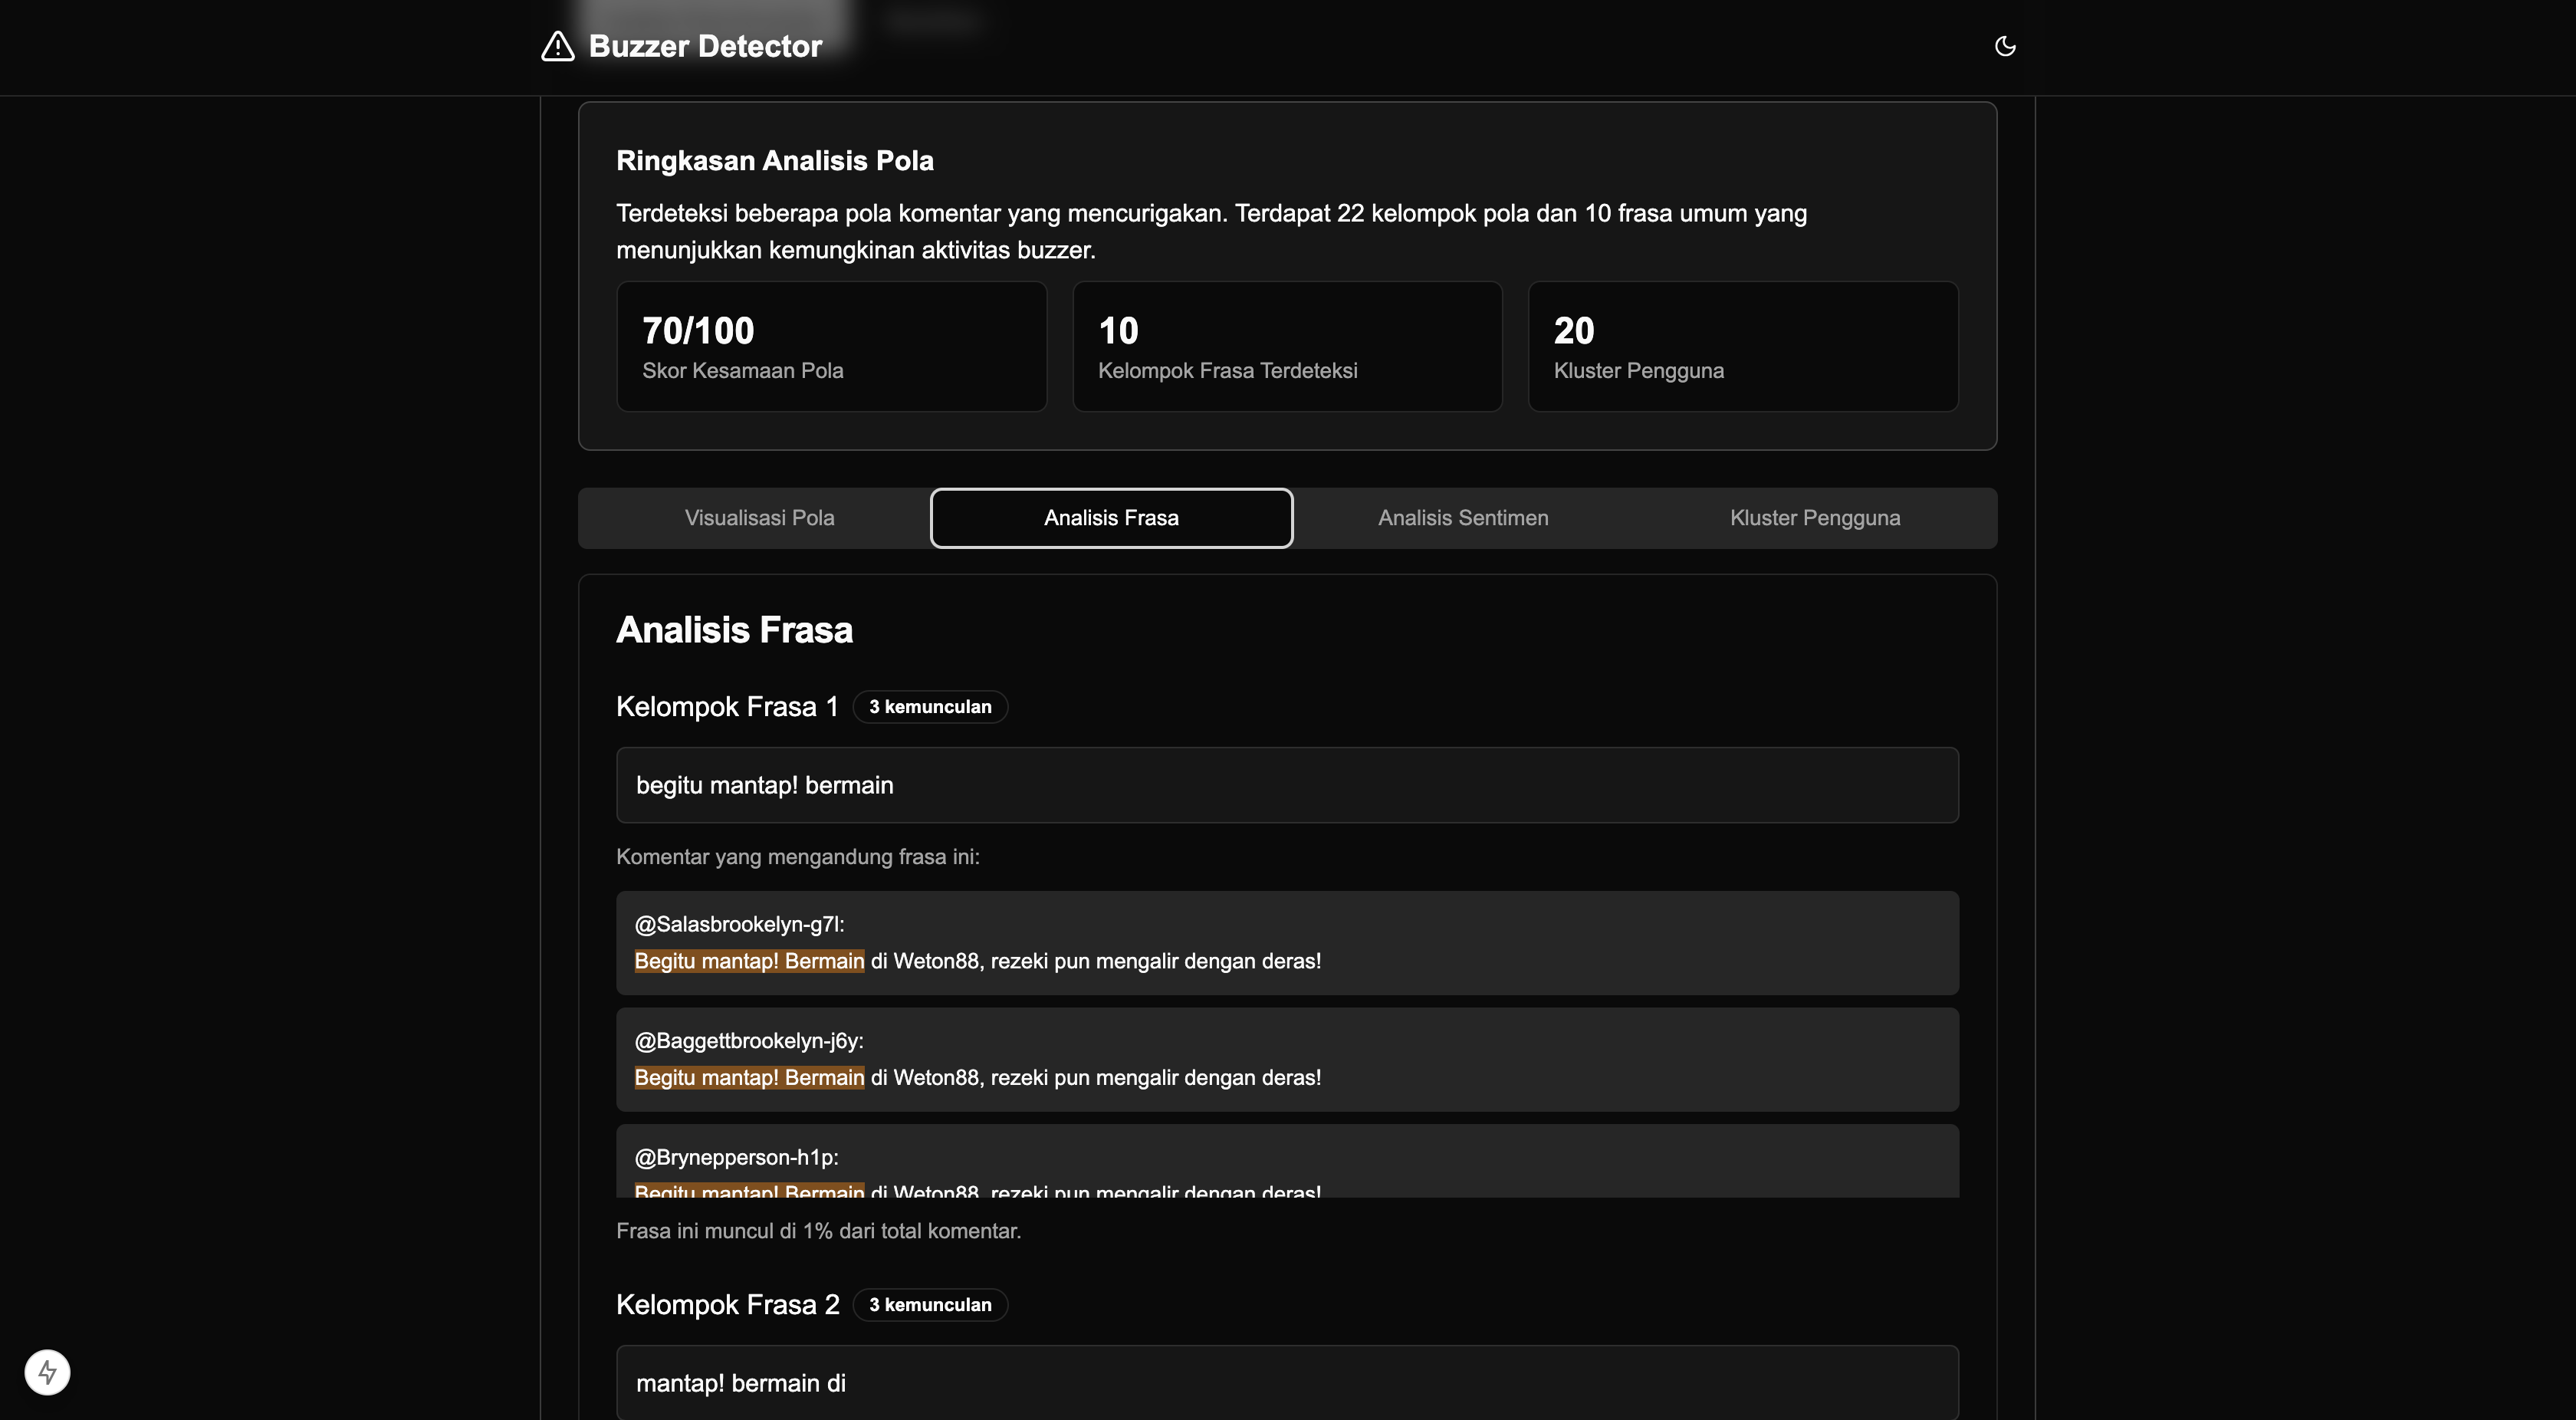 Buzzer Detector
Ringkasan Analisis Pola
Terdeteksi beberapa pola komentar yang mencurigakan. Terdapat 22 kelompok pola dan 10 frasa umum yang
menunjukkan kemungkinan aktivitas buzzer.
70/100
Skor Kesamaan Pola
10
Kelompok Frasa Terdeteksi
20
Kluster Pengguna
Visualisasi Pola
Analisis Frasa
Analisis Sentimen
Kluster Pengguna
Analisis Frasa
Kelompok Frasa 1
3 kemunculan
begitu mantap! bermain
Komentar yang mengandung frasa ini:
@Salasbrookelyn-g7l:
Begitu mantap! Bermain di Weton88, rezeki pun mengalir dengan deras!
@Baggettbrookelyn-j6y:
Begitu mantap! Bermain di Weton88, rezeki pun mengalir dengan deras!
@Brynepperson-h1p:
Begitu mantap! Bermain di Weton88, rezeki pun mengalir dengan deras!
Frasa ini muncul di 1% dari total komentar.
Kelompok Frasa 2
3 kemunculan
mantap! bermain di